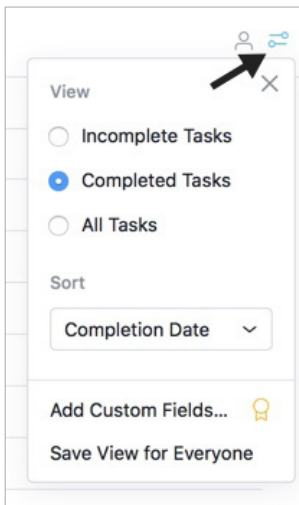 View
Incomplete Tasks
Completed Tasks
All Tasks
Sort
Completion Date
Add Custom Fields...
Save View for Everyone